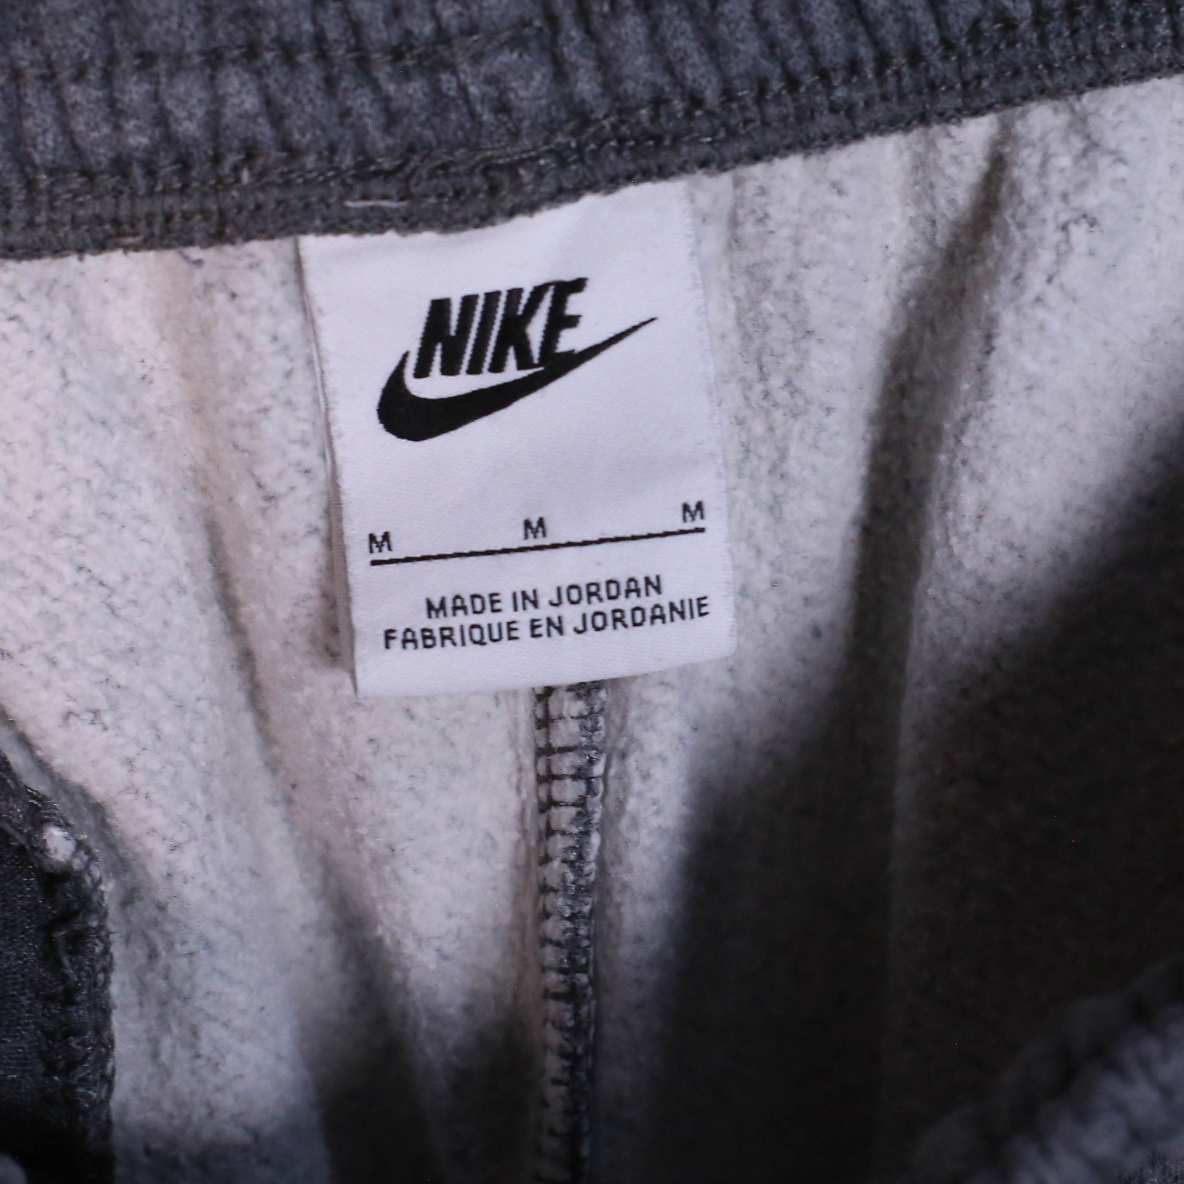 NIKE
M M M
MADE IN JORDAN
FABRIQUE EN JORDANIE